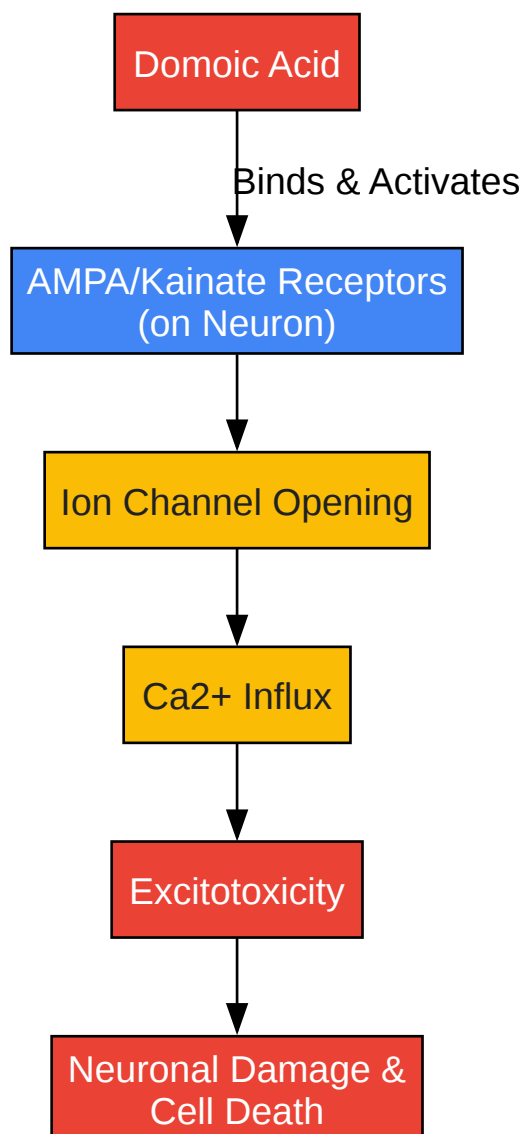 Domoic Acid
Binds & Activates
AMPA/Kainate Receptors
(on Neuron)
Ion Channel Opening
Ca2+ Influx
Excitotoxicity
Neuronal Damage &
Cell Death